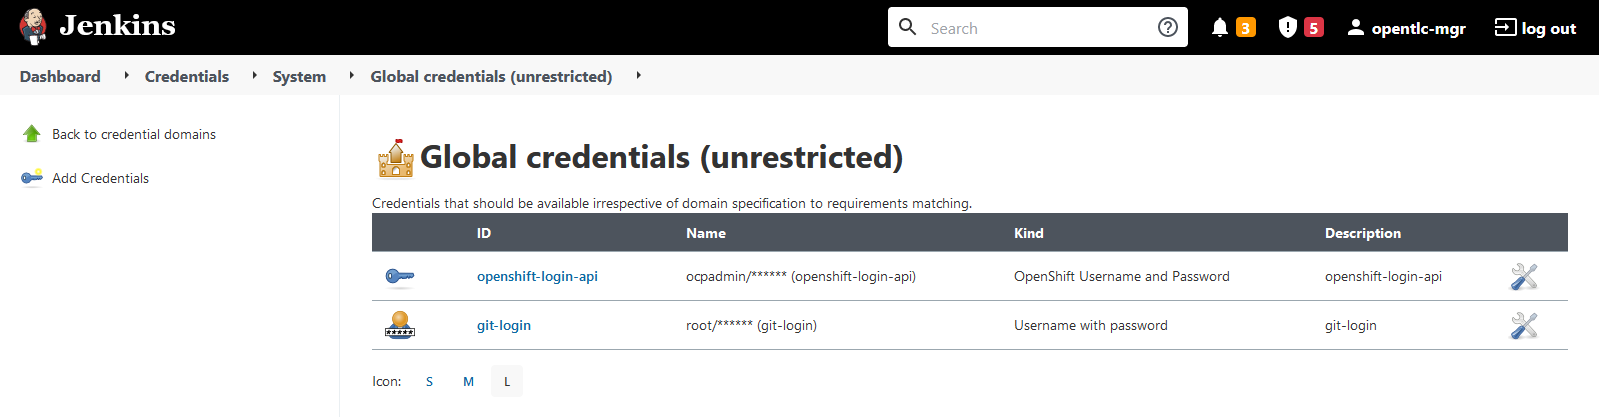 Jenkins Search 3 5 opentlc-mgr log out
Dashboard Credentials System Global credentials (unrestricted)
Back to credential domains
Add Credentials
Global credentials (unrestricted)
Credentials that should be available irrespective of domain specification to requirements matching.
ID Name Kind Description
openshift-login-api ocpadmin/****** (openshift-login-api) OpenShift Username and Password openshift-login-api
git-login root/****** (git-login) Username with password git-login
Icon: S M L